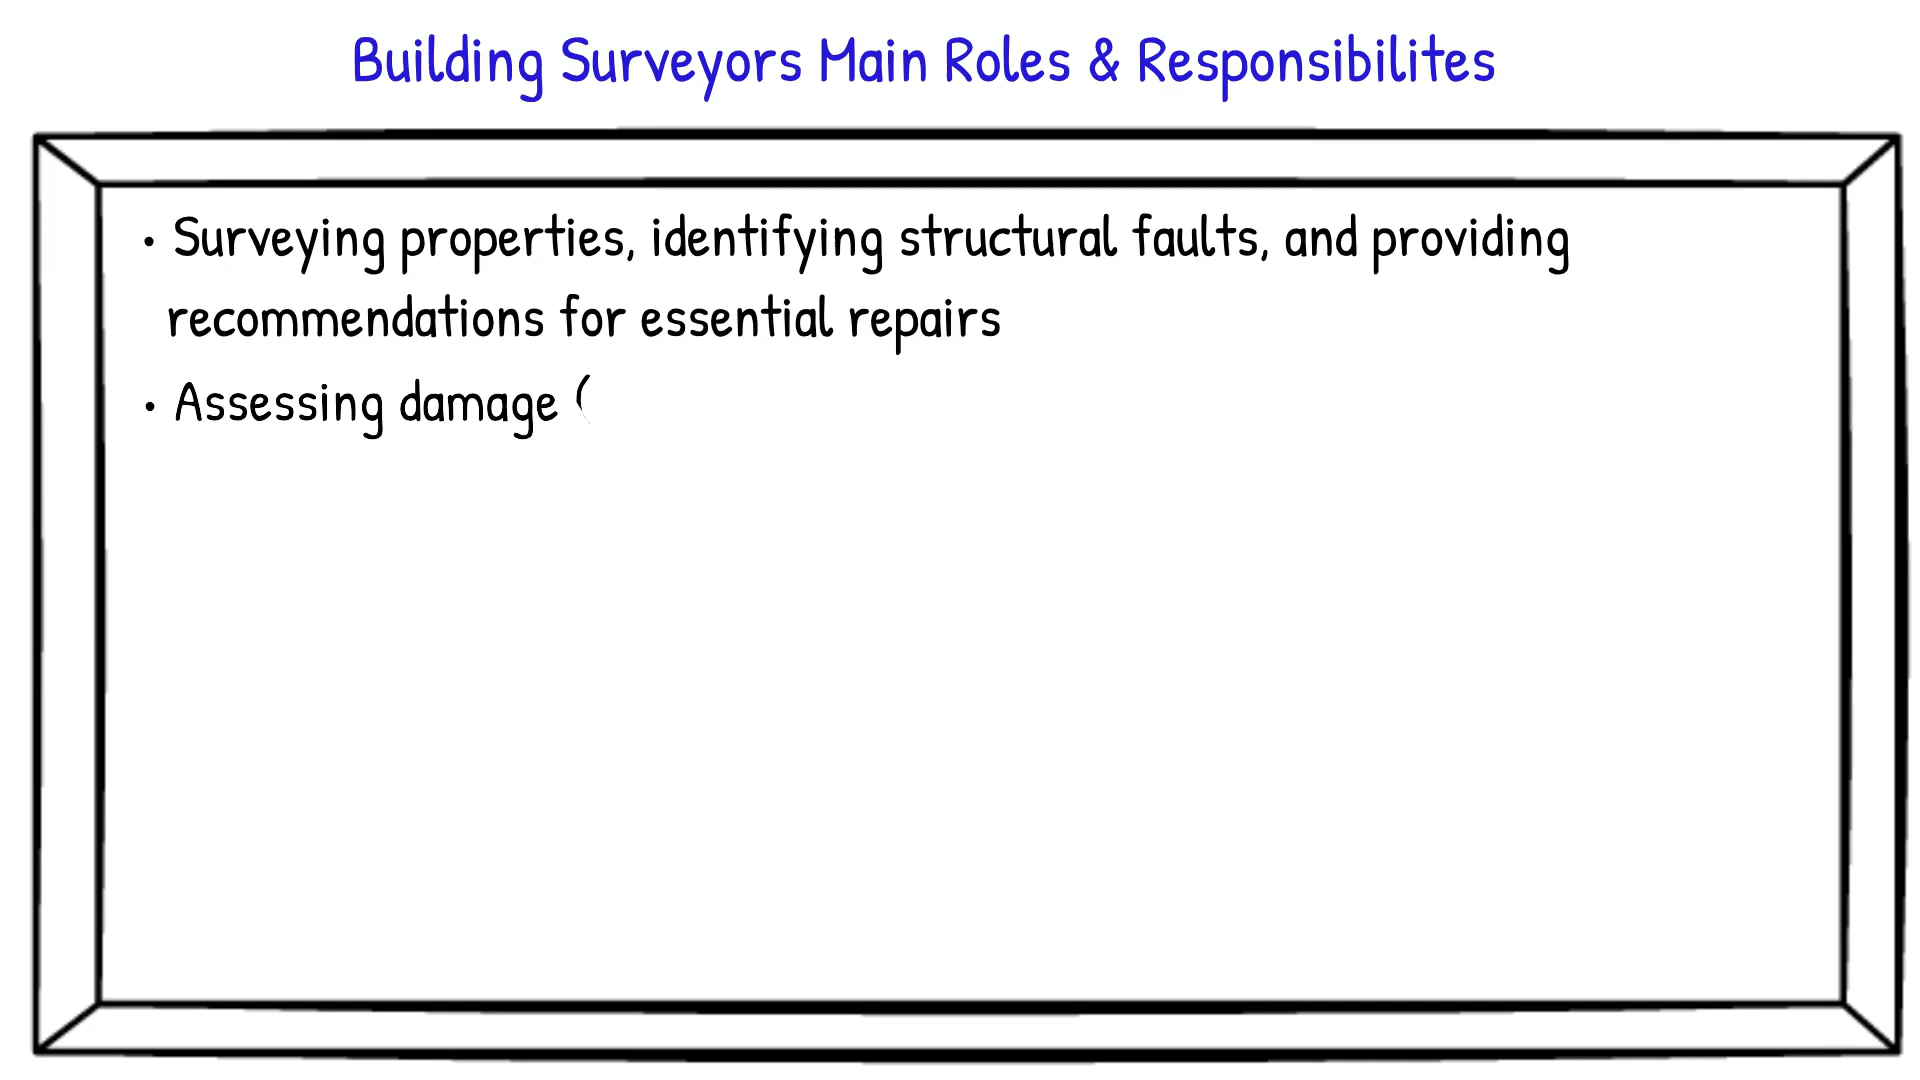 Building Surveyors Main Roles & Responsibilites
• Surveying properties, identifying structural faults, and providing
recommendations for essential repairs
• Assessing damage (